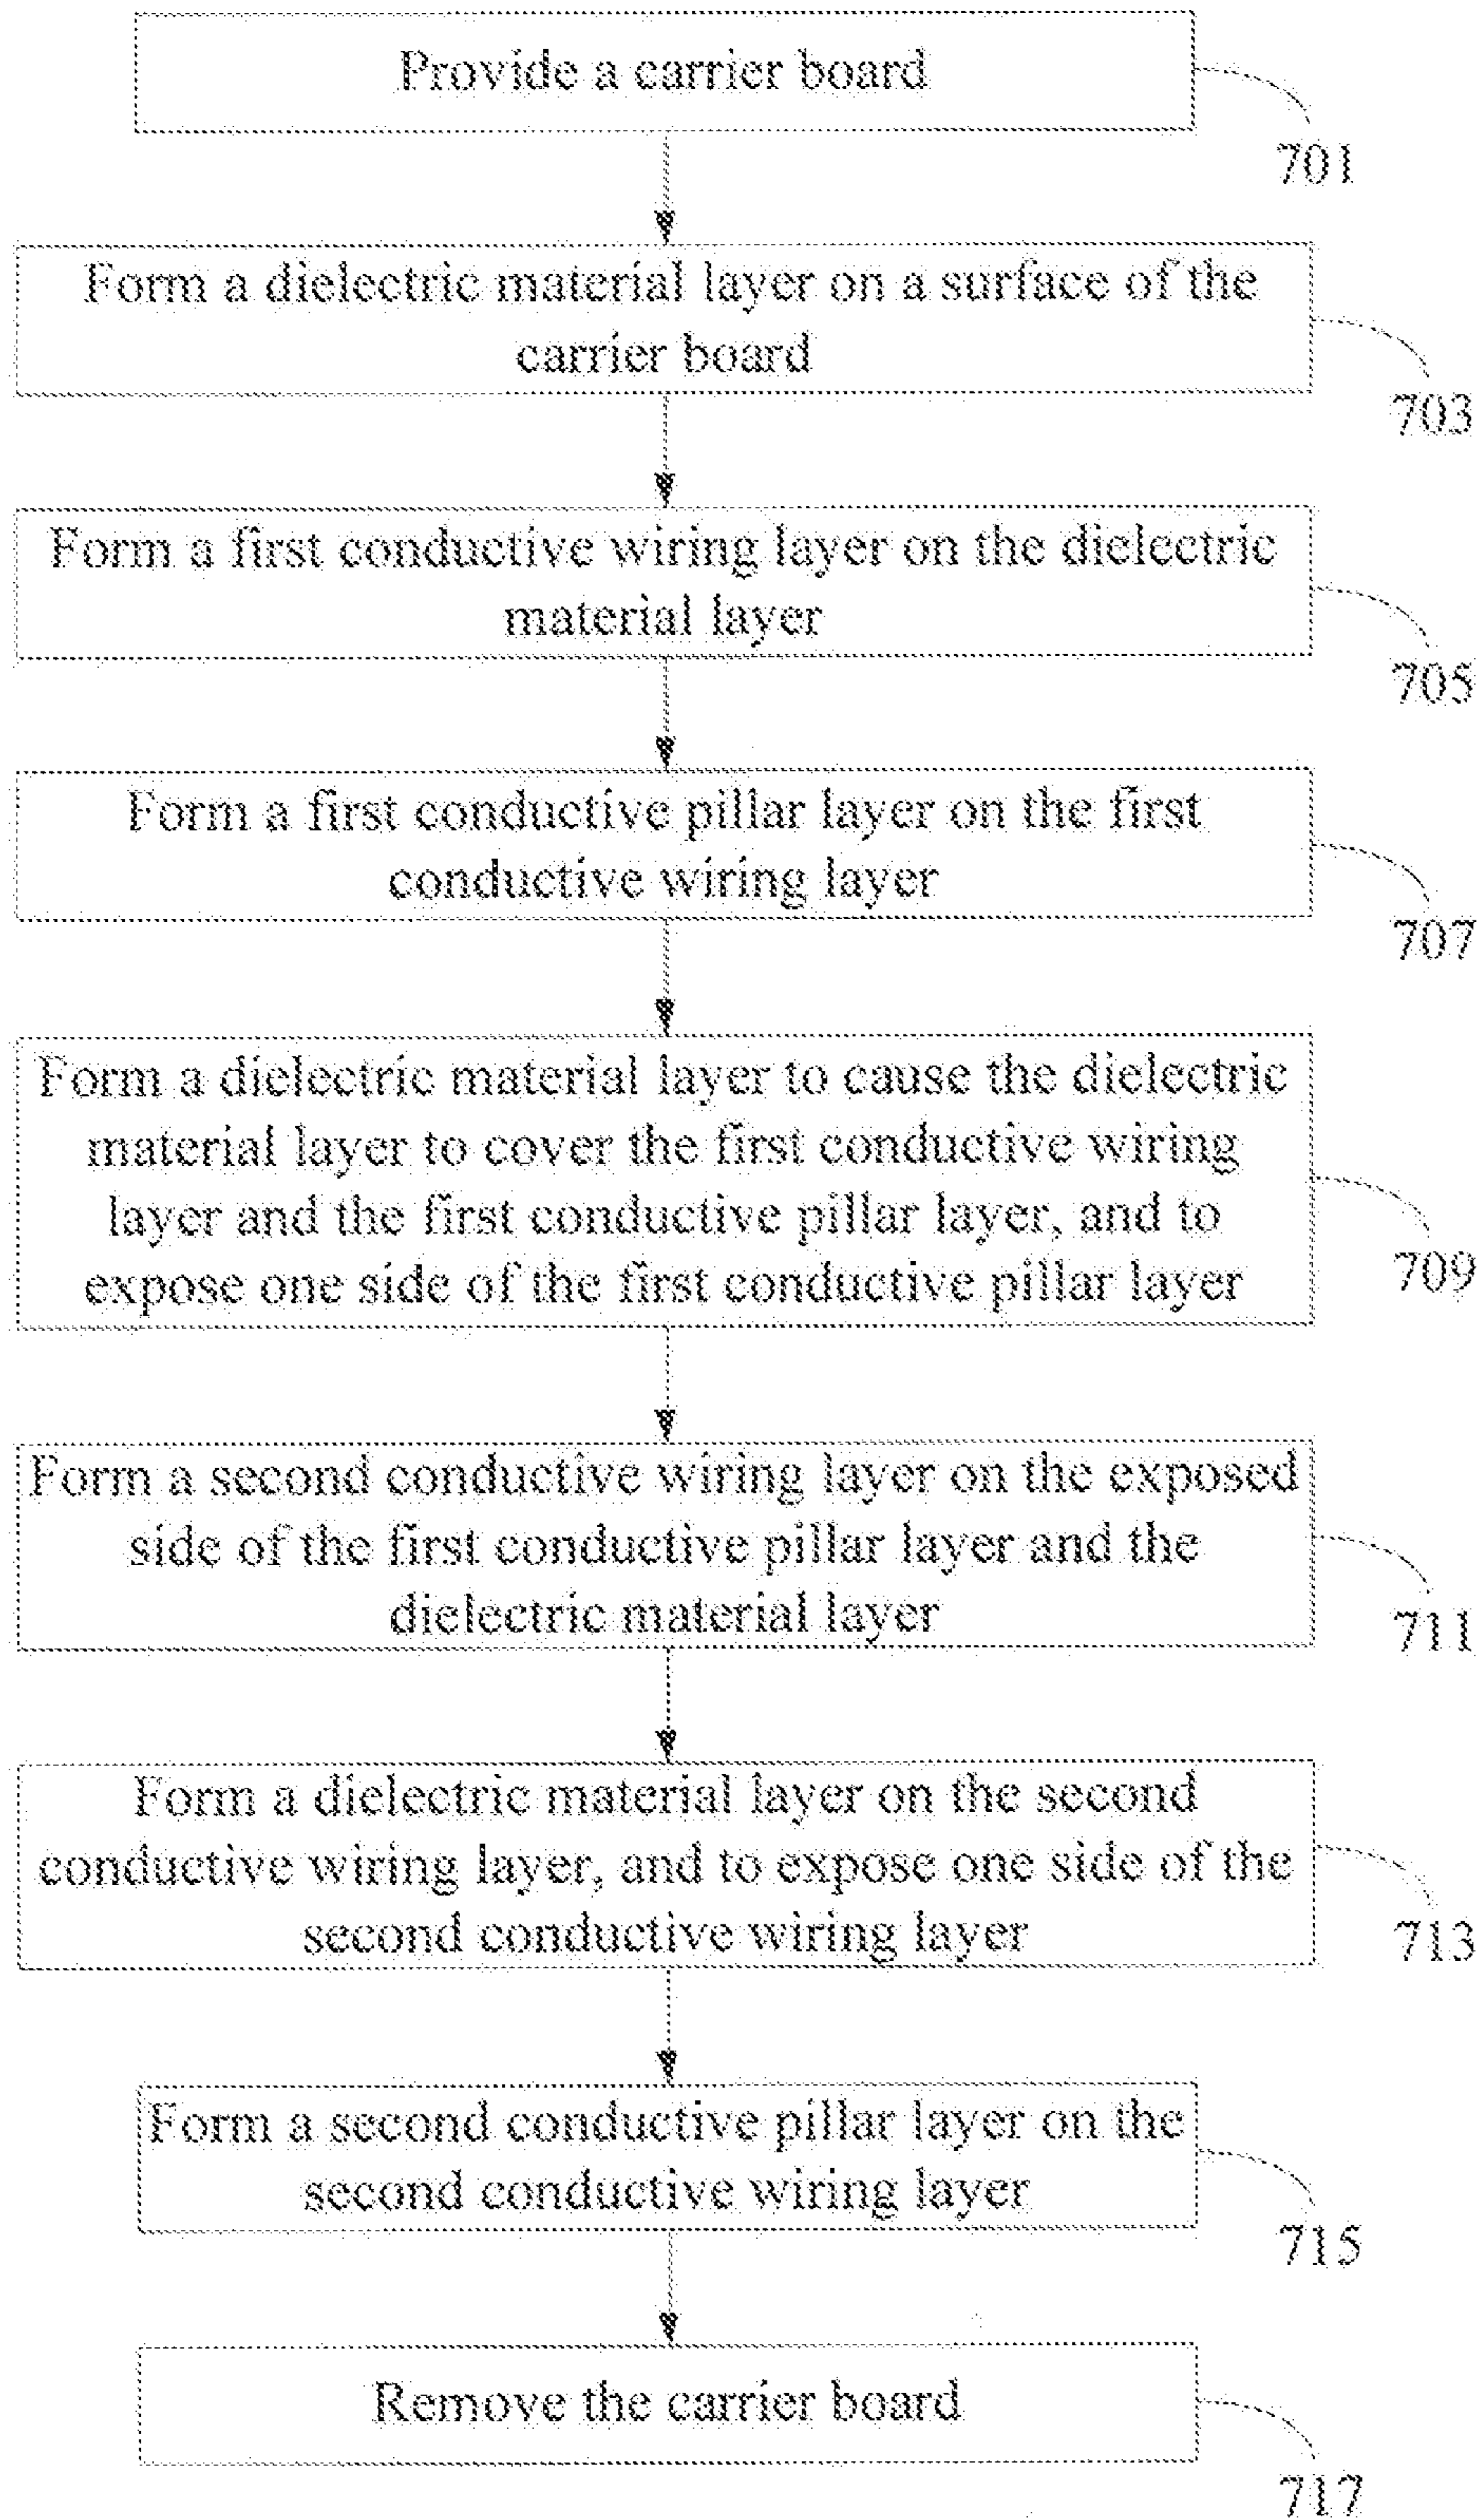 Provide a carrier board
701
Form a dielectric material layer on a surface of the
carrier board
703
Form a first conductive wiring layer on the dielectric
material layer
705
Form a first conductive pillar layer on the first
conductive wiring layer
707
Form a dielectric material layer to cause the dielectric
material layer to cover the first conductive wiring
layer and the first conductive pillar layer, and to
expose one side of the first conductive pillar layer
709
Form a second conductive wiring layer on the exposed
side of the first conductive pillar layer and the
dielectric material layer
711
Form a dielectric material layer on the second
conductive wiring layer, and to expose one side of the
second conductive wiring layer
713
Form a second conductive pillar layer on the
second conductive wiring layer
715
Remove the carrier board
717